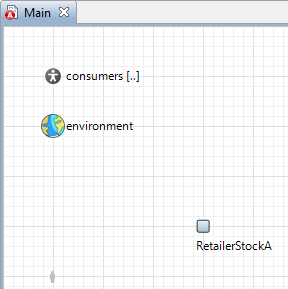 Main
consumers [..]
environment
RetailerStockA